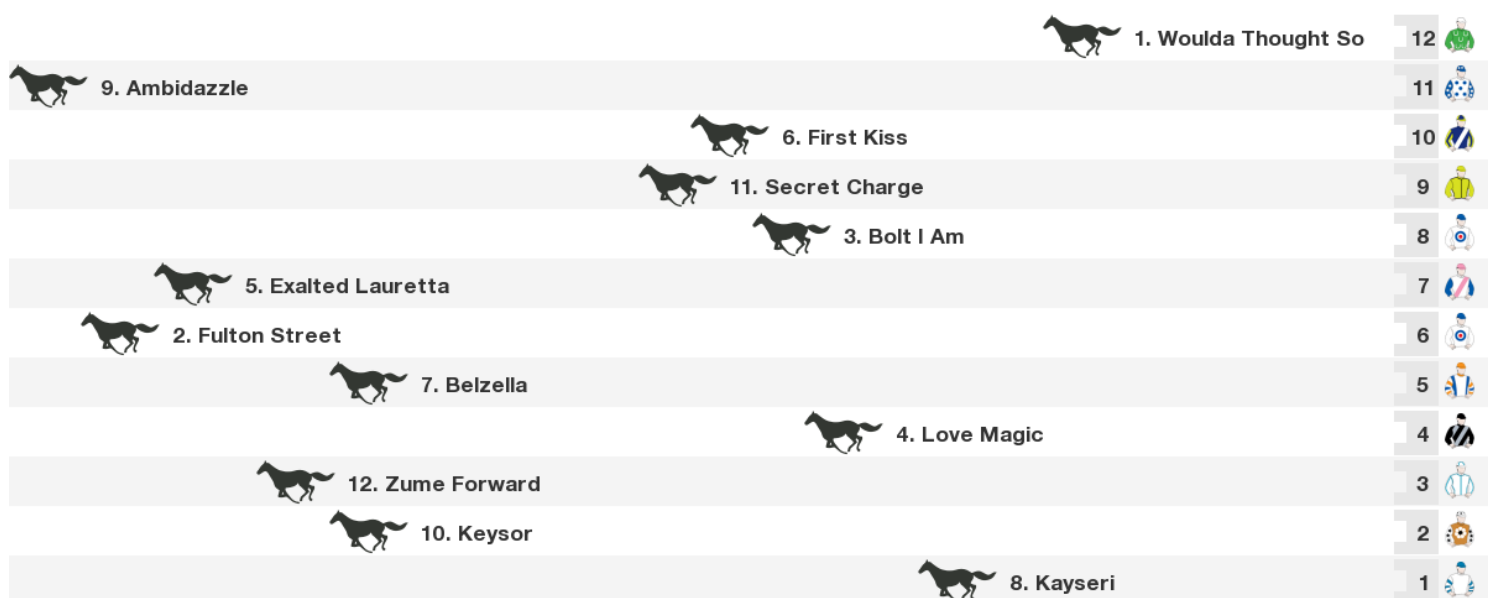 1. Woulda Thought So 12
9. Ambidazzle 11
6. First Kiss 10
11. Secret Charge 9
3. Bolt I Am 8
5. Exalted Lauretta 7
2. Fulton Street 6
7. Belzella 5
4. Love Magic 4
12. Zume Forward 3
10. Keysor 2
8. Kayseri 1